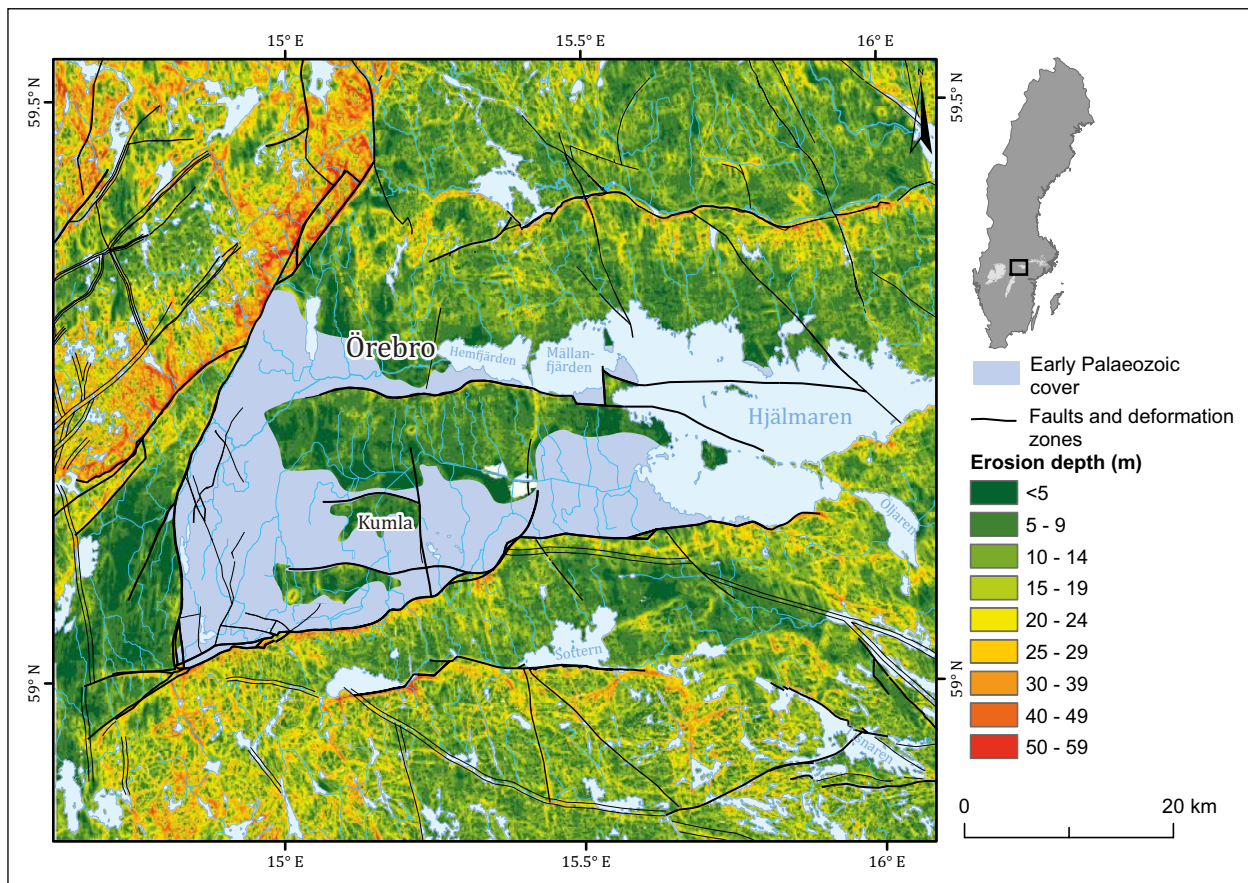 15° E
15.5° E
16° E
59.5° N
59.5° N
N
Örebro
Hemfjärden
Mällan-
fjärden
Hjälmaren
Kumla
Öljaren
Sottern
59° N
59° N
15° E
15.5° E
16° E
Early Palaeozoic
cover
Faults and deformation
zones
Erosion depth (m)
<5
5 - 9
10 - 14
15 - 19
20 - 24
25 - 29
30 - 39
40 - 49
50 - 59
0
20 km